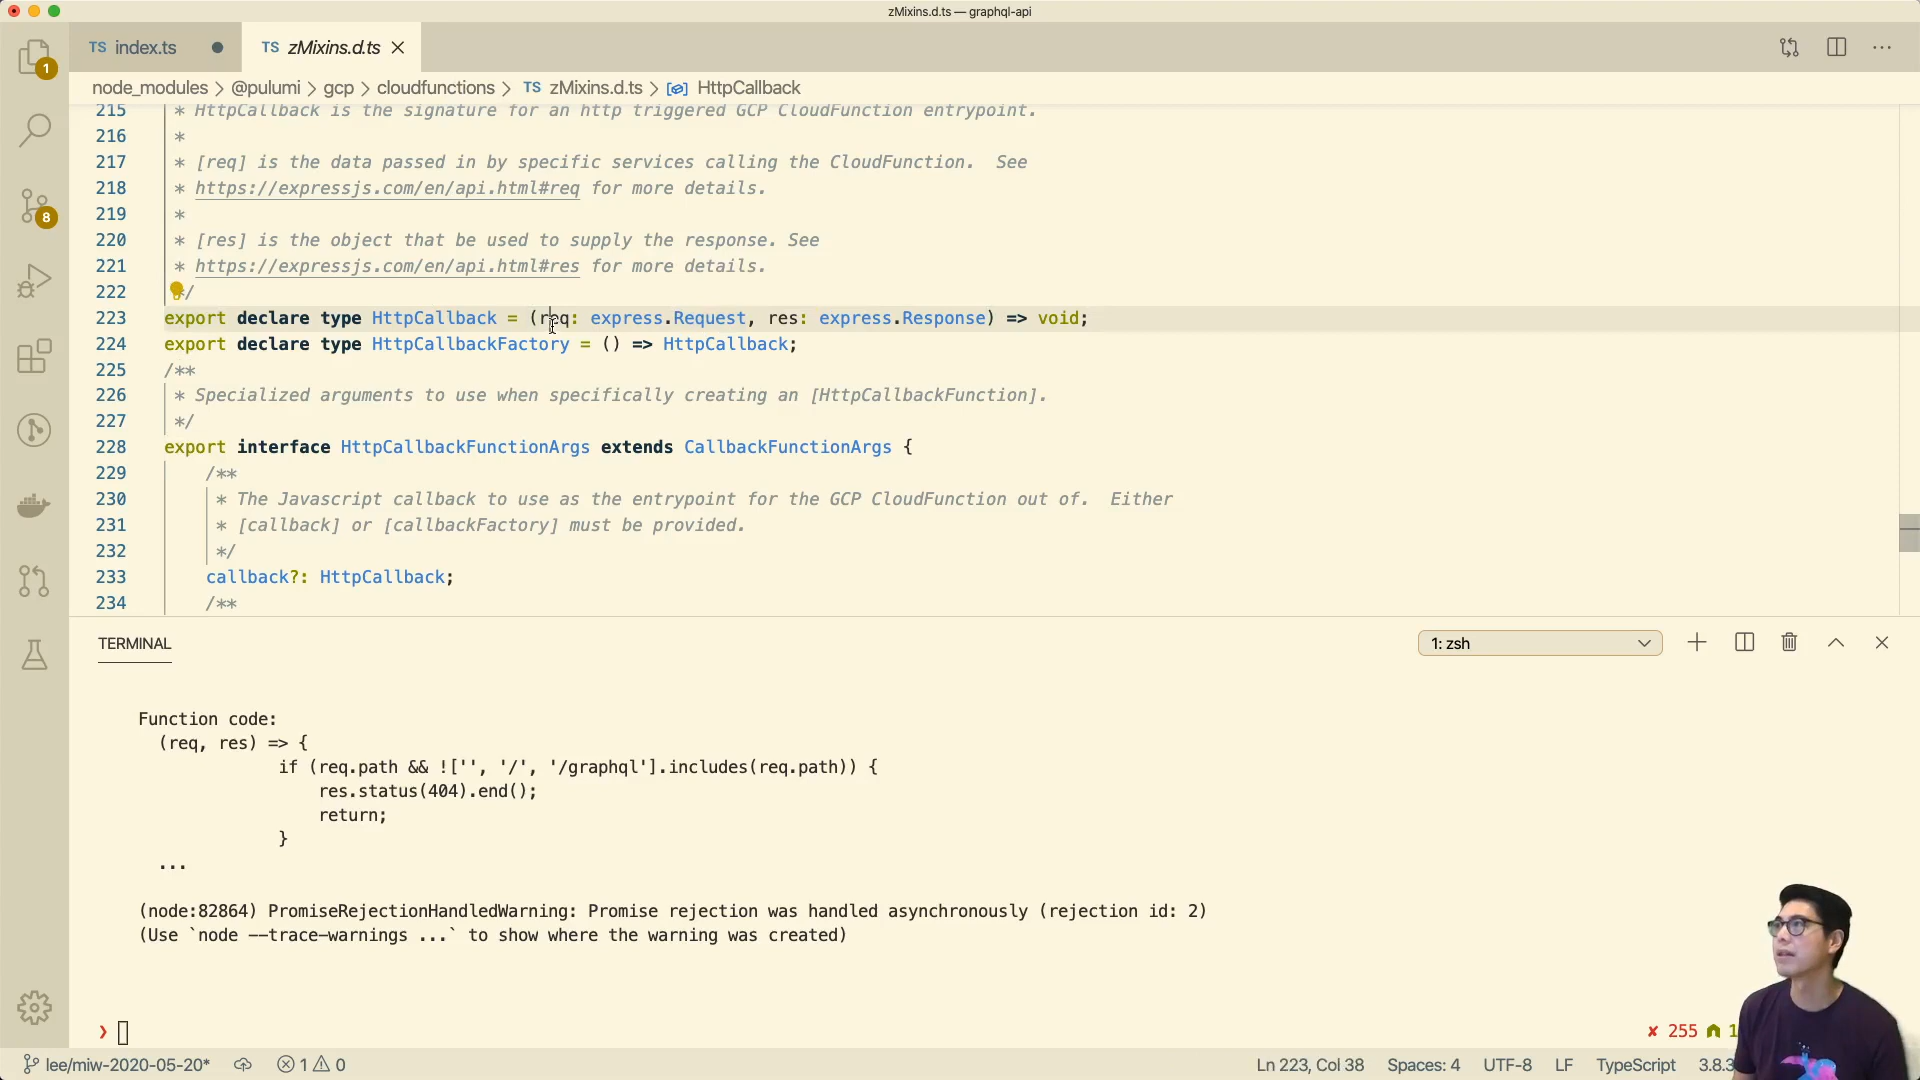 zMixins.d.ts — graphql-api
TS index.ts ●
TS zMixins.d.ts ×
node_modules > @pulumi > gcp > cloudfunctions > TS zMixins.d.ts > HttpCallback
1
8
215 * HttpCallback is the signature for an http triggered GCP CloudFunction entrypoint.
216 *
217 * [req] is the data passed in by specific services calling the CloudFunction.  See
218 * https://expressjs.com/en/api.html#req for more details.
219 *
220 * [res] is the object that be used to supply the response. See
221 * https://expressjs.com/en/api.html#res for more details.
222 */
223 export declare type HttpCallback = (req: express.Request, res: express.Response) => void;
224 export declare type HttpCallbackFactory = () => HttpCallback;
225 /**
226 * Specialized arguments to use when specifically creating an [HttpCallbackFunction].
227 */
228 export interface HttpCallbackFunctionArgs extends CallbackFunctionArgs {
229 /**
230 * The Javascript callback to use as the entrypoint for the GCP CloudFunction out of.  Either
231 * [callback] or [callbackFactory] must be provided.
232 */
233 callback?: HttpCallback;
234 /**
TERMINAL
1: zsh
Function code:
(req, res) => {
if (req.path && !['', '/', '/graphql'].includes(req.path)) {
res.status(404).end();
return;
}
...
(node:82864) PromiseRejectionHandledWarning: Promise rejection was handled asynchronously (rejection id: 2)
(Use `node --trace-warnings ...` to show where the warning was created)
❯
✘ 255 1
lee/miw-2020-05-20* 1 0 Ln 223, Col 38 Spaces: 4 UTF-8 LF TypeScript 3.8.3